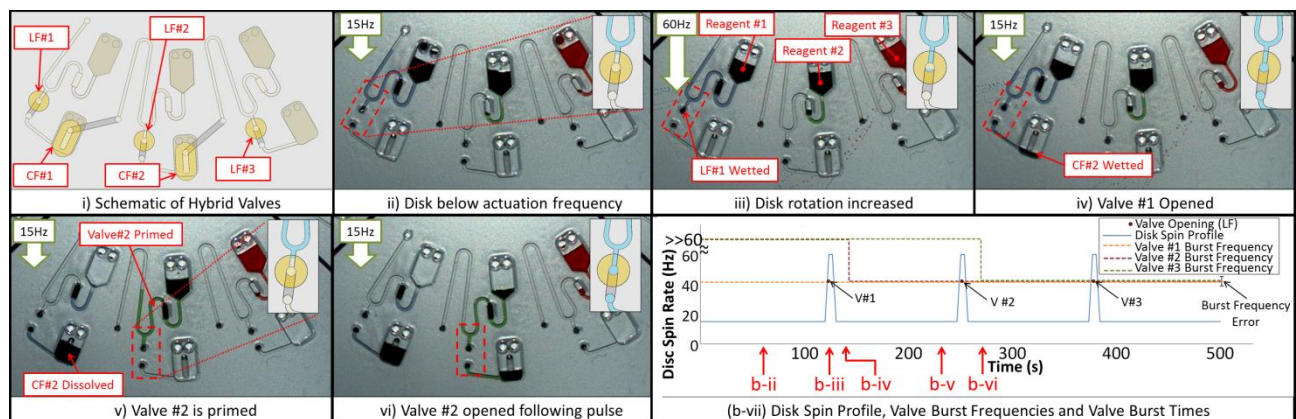 LF#1
LF#2
CF#1
CF#2
LF#3
i) Schematic of Hybrid Valves
15Hz
ii) Disk below actuation frequency
60Hz
Reagent #1
Reagent #2
Reagent #3
LF#1 Wetted
iii) Disk rotation increased
15Hz
CF#2 Wetted
iv) Valve #1 Opened
15Hz
Valve#2 Primed
CF#2 Dissolved
v) Valve #2 is primed
15Hz
vi) Valve #2 opened following pulse
Disc Spin Rate (Hz)
>>60
≈
60
40
20
0
Valve Opening (LF)
Disk Spin Profile
Valve #1 Burst Frequency
Valve #2 Burst Frequency
Valve #3 Burst Frequency
V#1
V #2
V#3
Burst Frequency
Error
100
200
300
400
500
Time (s)
b-ii
b-iii
b-iv
b-v
b-vi
(b-vii) Disk Spin Profile, Valve Burst Frequencies and Valve Burst Times